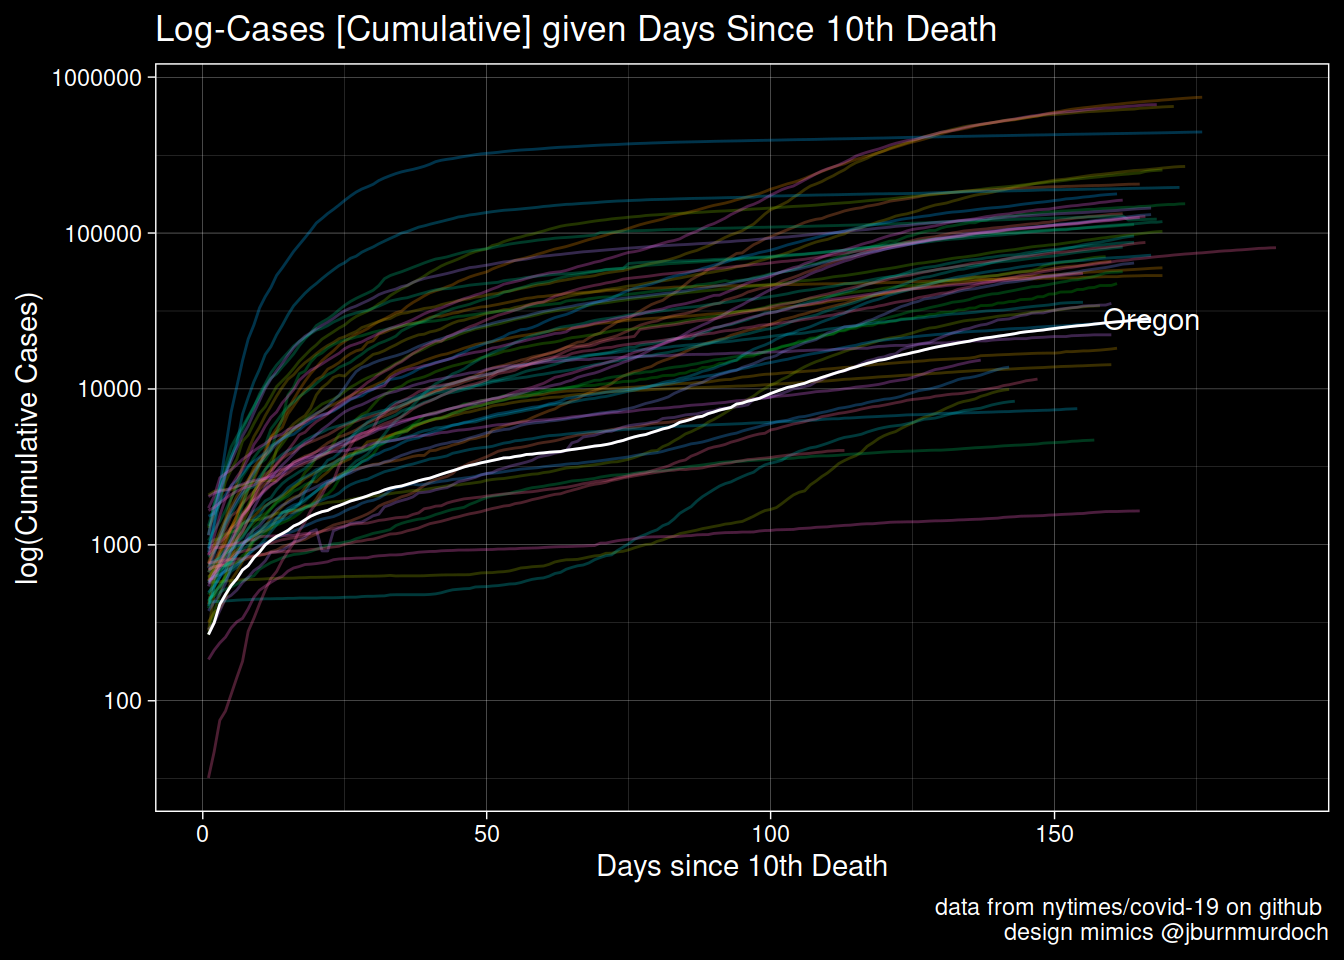 Log-Cases [Cumulative] given Days Since 10th Death
log(Cumulative Cases)
1000000
100000
10000
1000
100
Oregon
0 50 100 150
Days since 10th Death
data from nytimes/covid-19 on github
design mimics @jburnmurdoch